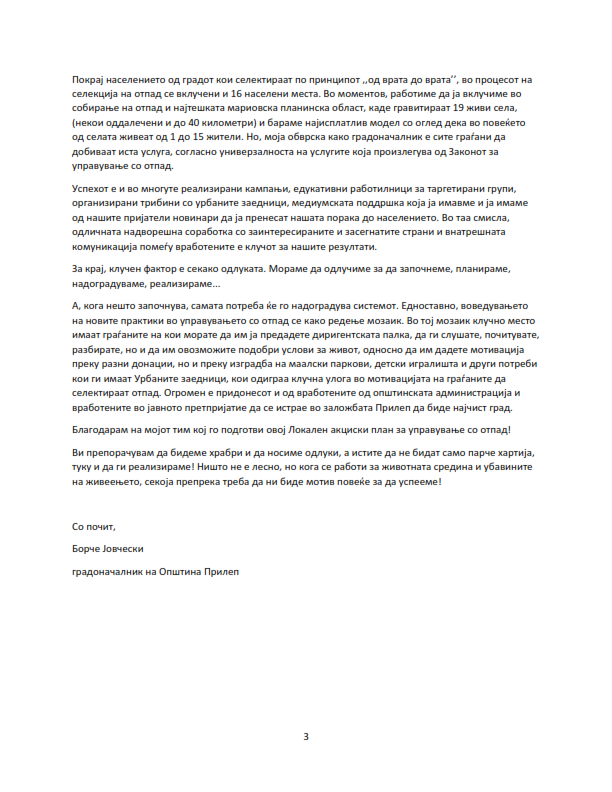 Покрај населението од градот кои селектираат по принципот ,,од врата до врата’’, во процесот на
селекција на отпад се вклучени и 16 населени места. Во моментов, работиме да ја вклучиме во
собирање на отпад и најтешката мариовска планинска област, каде гравитираат 19 живи села,
(некои оддалечени и до 40 километри) и бараме најисплатлив модел со оглед дека во повеќето
од селата живеат од 1 до 15 жители. Но, моја обврска како градоначалник е сите граѓани да
добиваат иста услуга, согласно универзалноста на услугите која произлегува од Законот за
управување со отпад.
Успехот е и во многуте реализирани кампањи, едукативни работилници за таргетирани групи,
организирани трибини со урбаните заедници, медиумската поддршка која ја имавме и ја имаме
од нашите пријатели новинари да ја пренесат нашата порака до населението. Во таа смисла,
одличната надворешна соработка со заинтересираните и засегнатите страни и внатрешната
комуникација помеѓу вработените е клучот за нашите резултати.
За крај, клучен фактор е секако одлуката. Мораме да одлучиме за да започнеме, планираме,
надоградуваме, реализираме...
А, кога нешто започнува, самата потреба ќе го надоградува системот. Едноставно, воведувањето
на новите практики во управувањето со отпад се како редење мозаик. Во тој мозаик клучно место
имаат граѓаните на кои морате да им ја предадете диригентската палка, да ги слушате, почитувате,
разбирате, но и да им овозможите подобри услови за живот, односно да им дадете мотивација
преку разни донации, но и преку изградба на маалски паркови, детски игралишта и други потреби
кои ги имаат Урбаните заедници, кои одиграа клучна улога во мотивацијата на граѓаните да
селектираат отпад. Огромен е придонесот и од вработените од општинската администрација и
вработените во јавното претпријатие да се истрае во заложбата Прилеп да биде најчист град.
Благодарам на мојот тим кој го подготви овој Локален акциски план за управување со отпад!
Ви препорачувам да бидеме храбри и да носиме одлуки, а истите да не бидат само парче хартија,
туку и да ги реализираме! Ништо не е лесно, но кога се работи за животната средина и убавините
на живеењето, секоја препрека треба да ни биде мотив повеќе за да успееме!
Со почит,
Борче Јовчески
градоначалник на Општина Прилеп
3